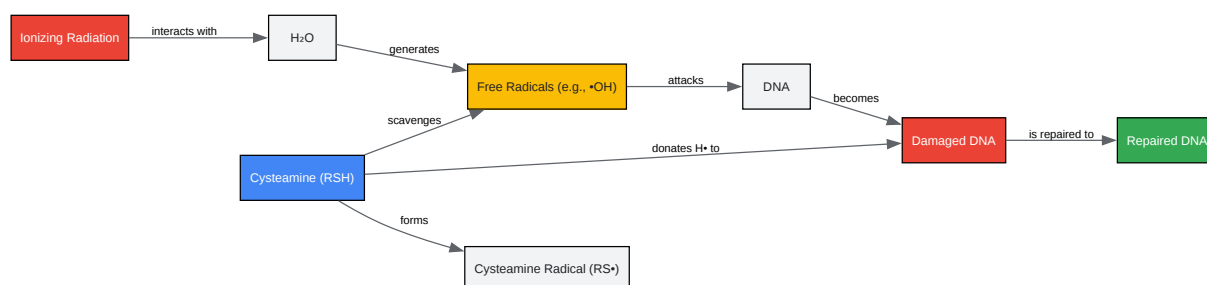 Ionizing Radiation
interacts with
H₂O
generates
Free Radicals (e.g., •OH)
attacks
DNA
becomes
scavenges
Cysteamine (RSH)
donates H• to
Damaged DNA
is repaired to
Repaired DNA
forms
Cysteamine Radical (RS•)